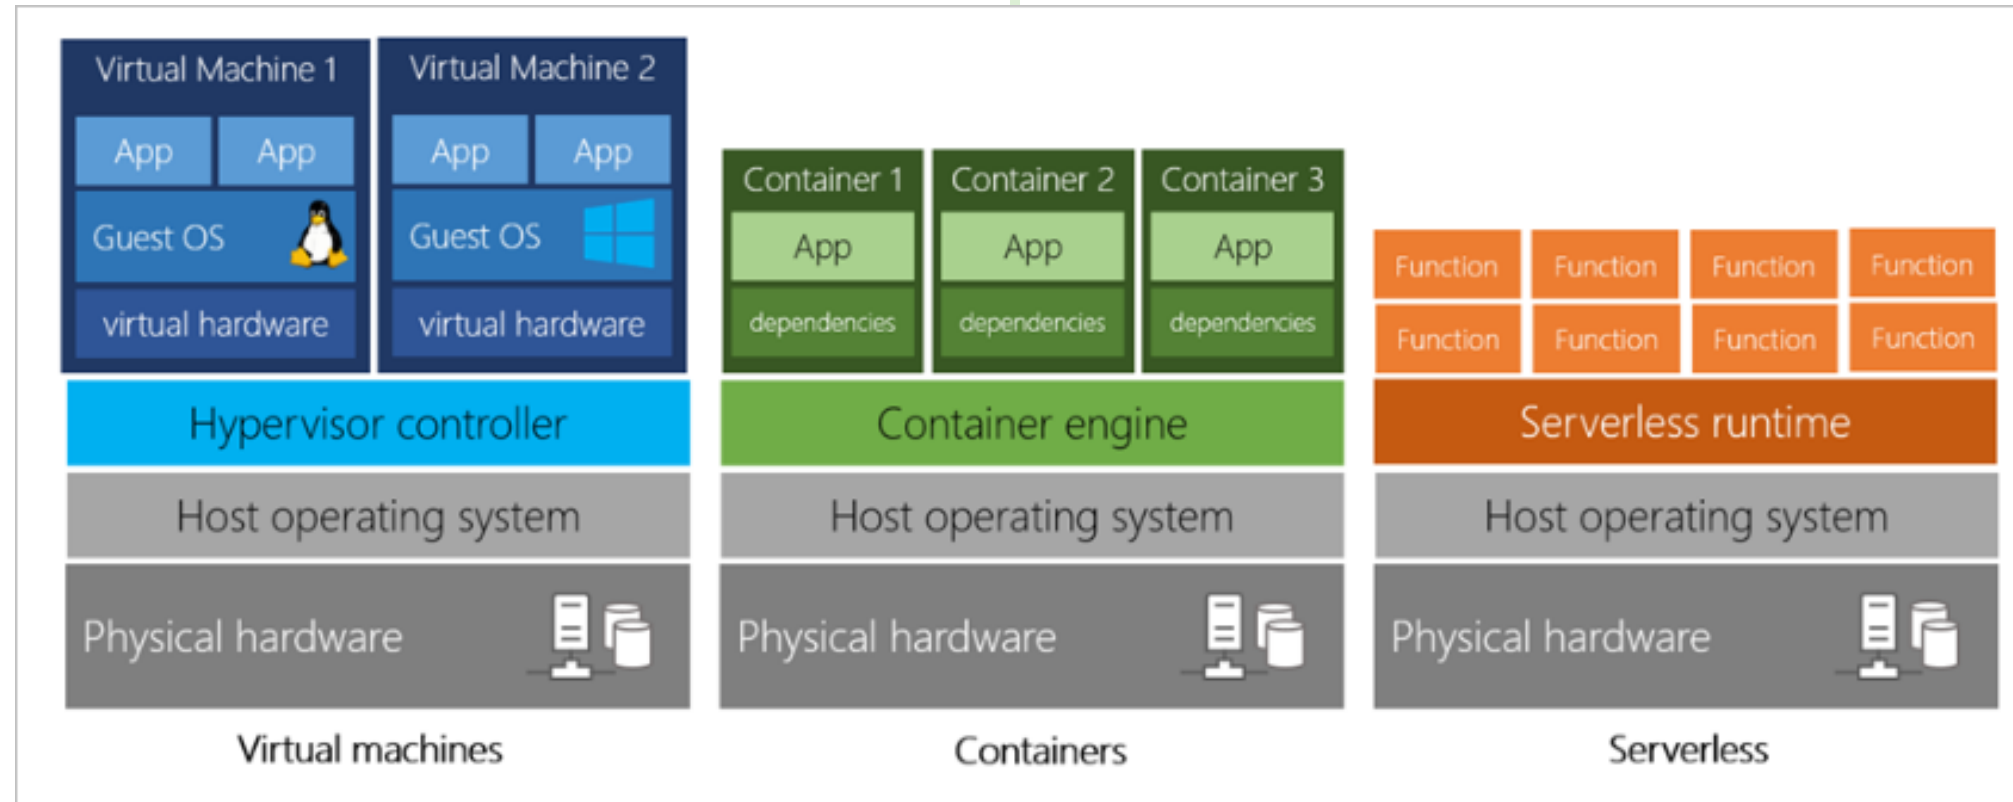 Virtual Machine 1
App App
Guest OS
virtual hardware
Virtual Machine 2
App App
Guest OS
virtual hardware
Hypervisor controller
Host operating system
Physical hardware
Virtual machines
Container 1
App
dependencies
Container 2
App
dependencies
Container 3
App
dependencies
Container engine
Host operating system
Physical hardware
Containers
Function Function Function Function
Function Function Function Function
Serverless runtime
Host operating system
Physical hardware
Serverless